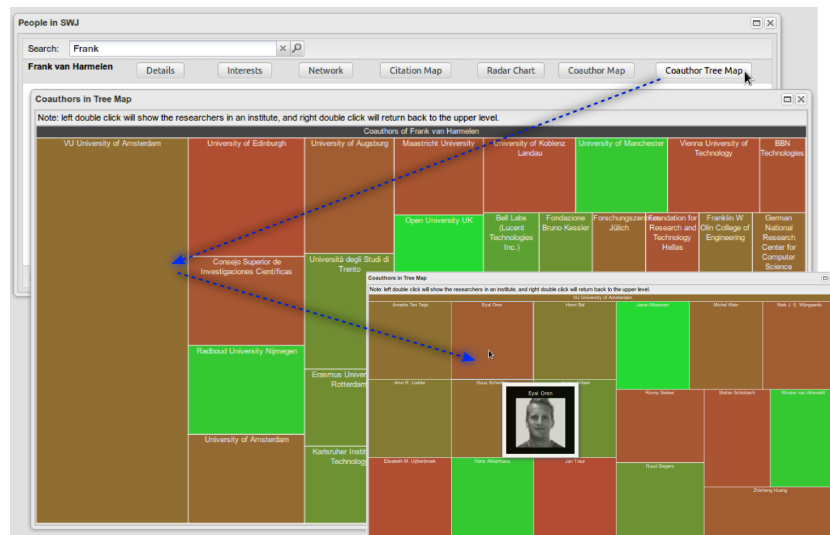 People in SWJ
Search: Frank
Frank van Harmelen
Details
Interests
Network
Citation Map
Radar Chart
Coauthor Map
Coauthor Tree Map
Coauthors in Tree Map
Note: left double click will show the researchers in an institute, and right double click will return back to the upper level.
Coauthors of Frank van Harmelen
VU University of Amsterdam
University of Edinburgh
University of Augsburg
Maastricht University
University of Koblenz
Landau
University of Manchester
Vienna University of
Technology
BBN
Technologies
Open University UK
Bell Labs
(Lucent
Technologies
Inc.)
Fondazione
Bruno Kessler
Forschungszentrum
Jülich
Foundation for
Research and
Technology
Hellas
Franklin W
Olin College of
Engineering
German
National
Research
Center for
Computer
Science
Consejo Superior de
Investigaciones Científicas
Università degli Studi di
Trento
Radboud University Nijmegen
Erasmus Univer
Rotterdam
University of Amsterdam
Karlsruher Instit
Technology
Coauthors in Tree Map
Note: left double click will show the researchers in an institute, and right double click will return back to the upper level.
VU University of Amsterdam
Annette Ten Teije
Eyal Oren
Henri Bal
Jason Maassen
Michel Klein
Niek J. E. Wijngaards
Arno R. Lodder
Guus Schreiber
Ronny Siebes
Stefan Schlobach
Eyal Oren
Elisabeth M. Uijttenbroek
Hans Akkermans
Jan Treur
Ruud Stegers
Zhisheng Huang